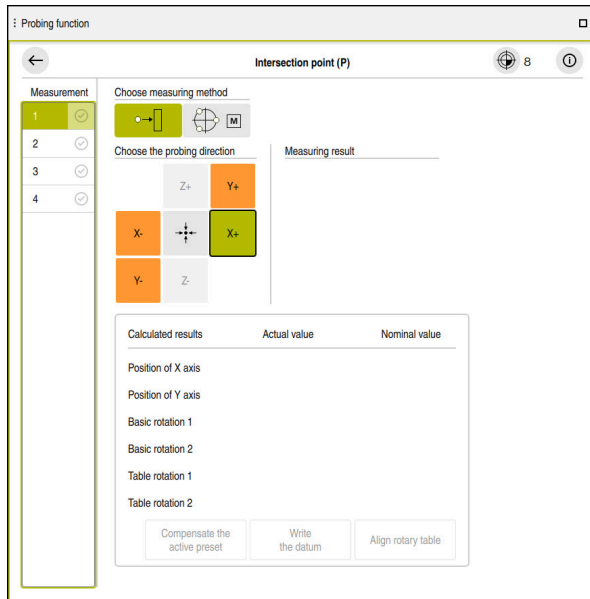 Probing function
Intersection point (P)
8
Measurement
Choose measuring method
1
M
2
Choose the probing direction
Measuring result
3
Z+
Y+
4
X-
X+
Y-
Z-
Calculated results
Actual value
Nominal value
Position of X axis
Position of Y axis
Basic rotation 1
Basic rotation 2
Table rotation 1
Table rotation 2
Compensate the
active preset
Write
the datum
Align rotary table